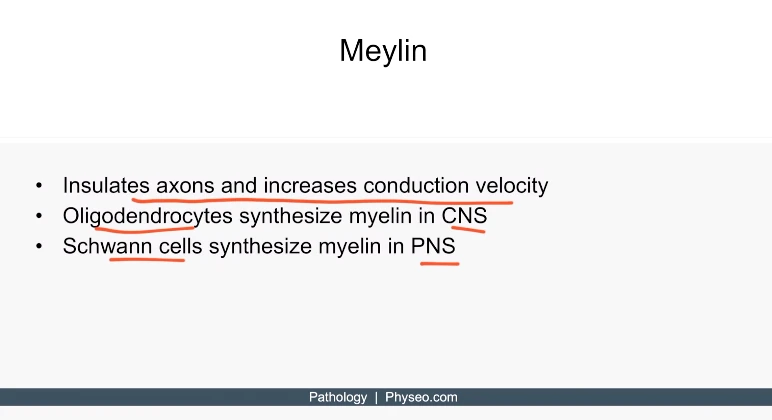 Meylin
• Insulates axons and increases conduction velocity
• Oligodendrocytes synthesize myelin in CNS
• Schwann cells synthesize myelin in PNS
Pathology | Physeo.com